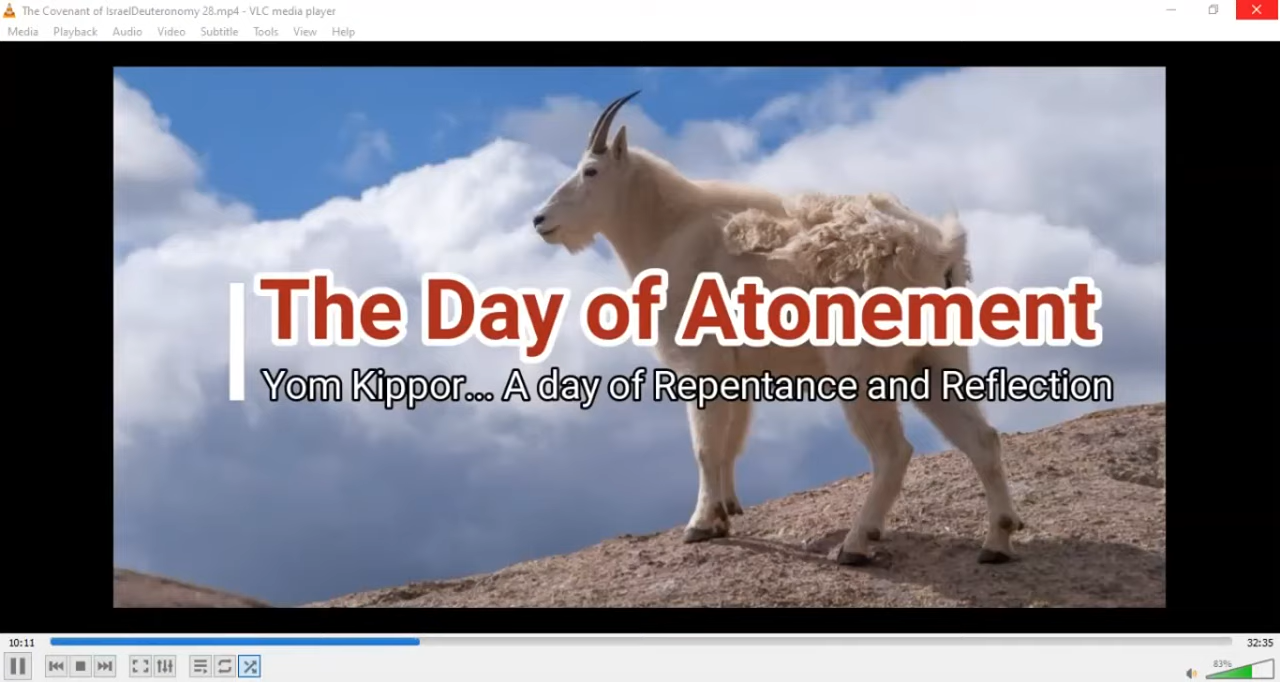 The Covenant of IsraelDeuteronomy 28.mp4 - VLC media player
Media Playback Audio Video Subtitle Tools View Help
The Day of Atonement
Yom Kippor... A day of Repentance and Reflection
10:11 32:35
83%